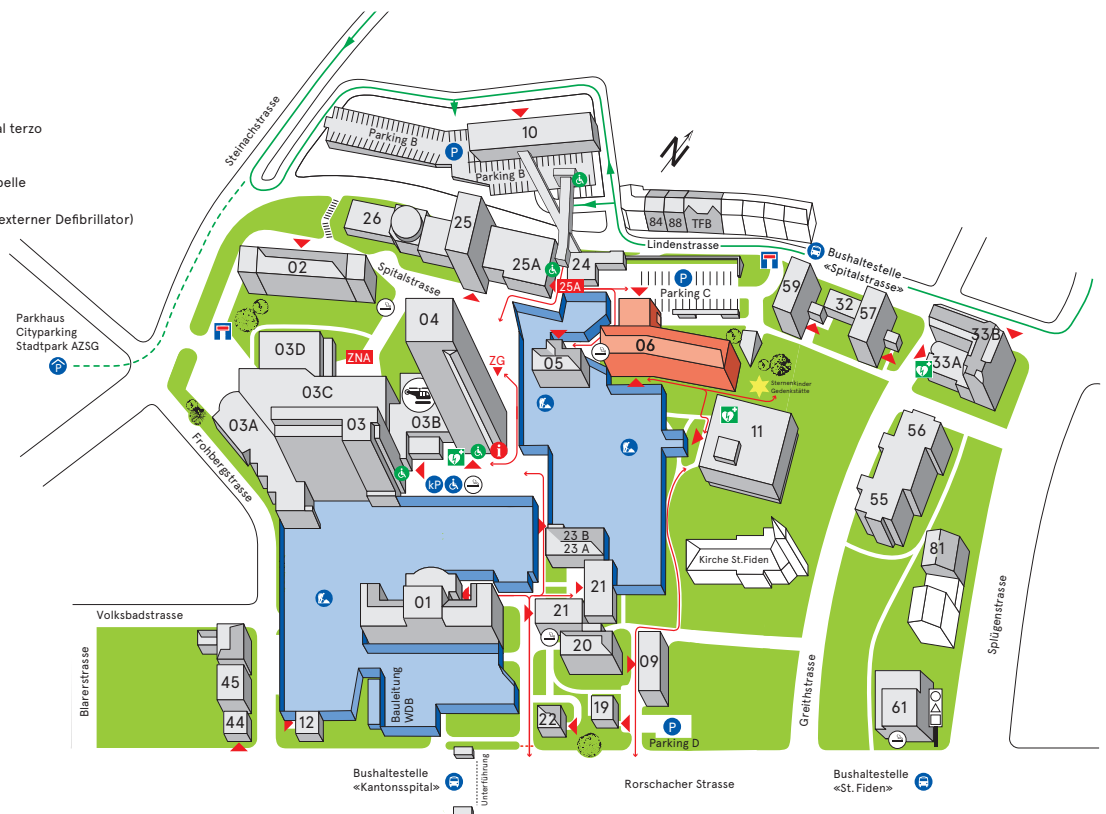 al terzo
pelle
externer Defibrillator)
Steinachstrasse
Parking B
P
10
Parking B
N
84 88 TFB
Lindenstrasse
Bushaltestelle
«Spitalstrasse»
26
25
25A
24
25A
P
Parking C
02
Spitalstrasse
59
32
57
33B
33A
Parkhaus
Cityparking
Stadtpark AZSG
P
04
03D
ZNA
ZG
05
06
Sternenkinder
Gedenkstätte
03C
03A
03
03B
i
kP
11
56
55
Frohbergstrasse
23 B
23 A
Kirche St.Fiden
81
01
21
21
20
09
Volksbadstrasse
Blarerstrasse
45
44
12
Bauleitung
WDB
22
19
P
Parking D
Greithstrasse
Splügenstrasse
61
Bushaltestelle
«Kantonsspital»
Unterführung
Rorschacher Strasse
Bushaltestelle
«St. Fiden»